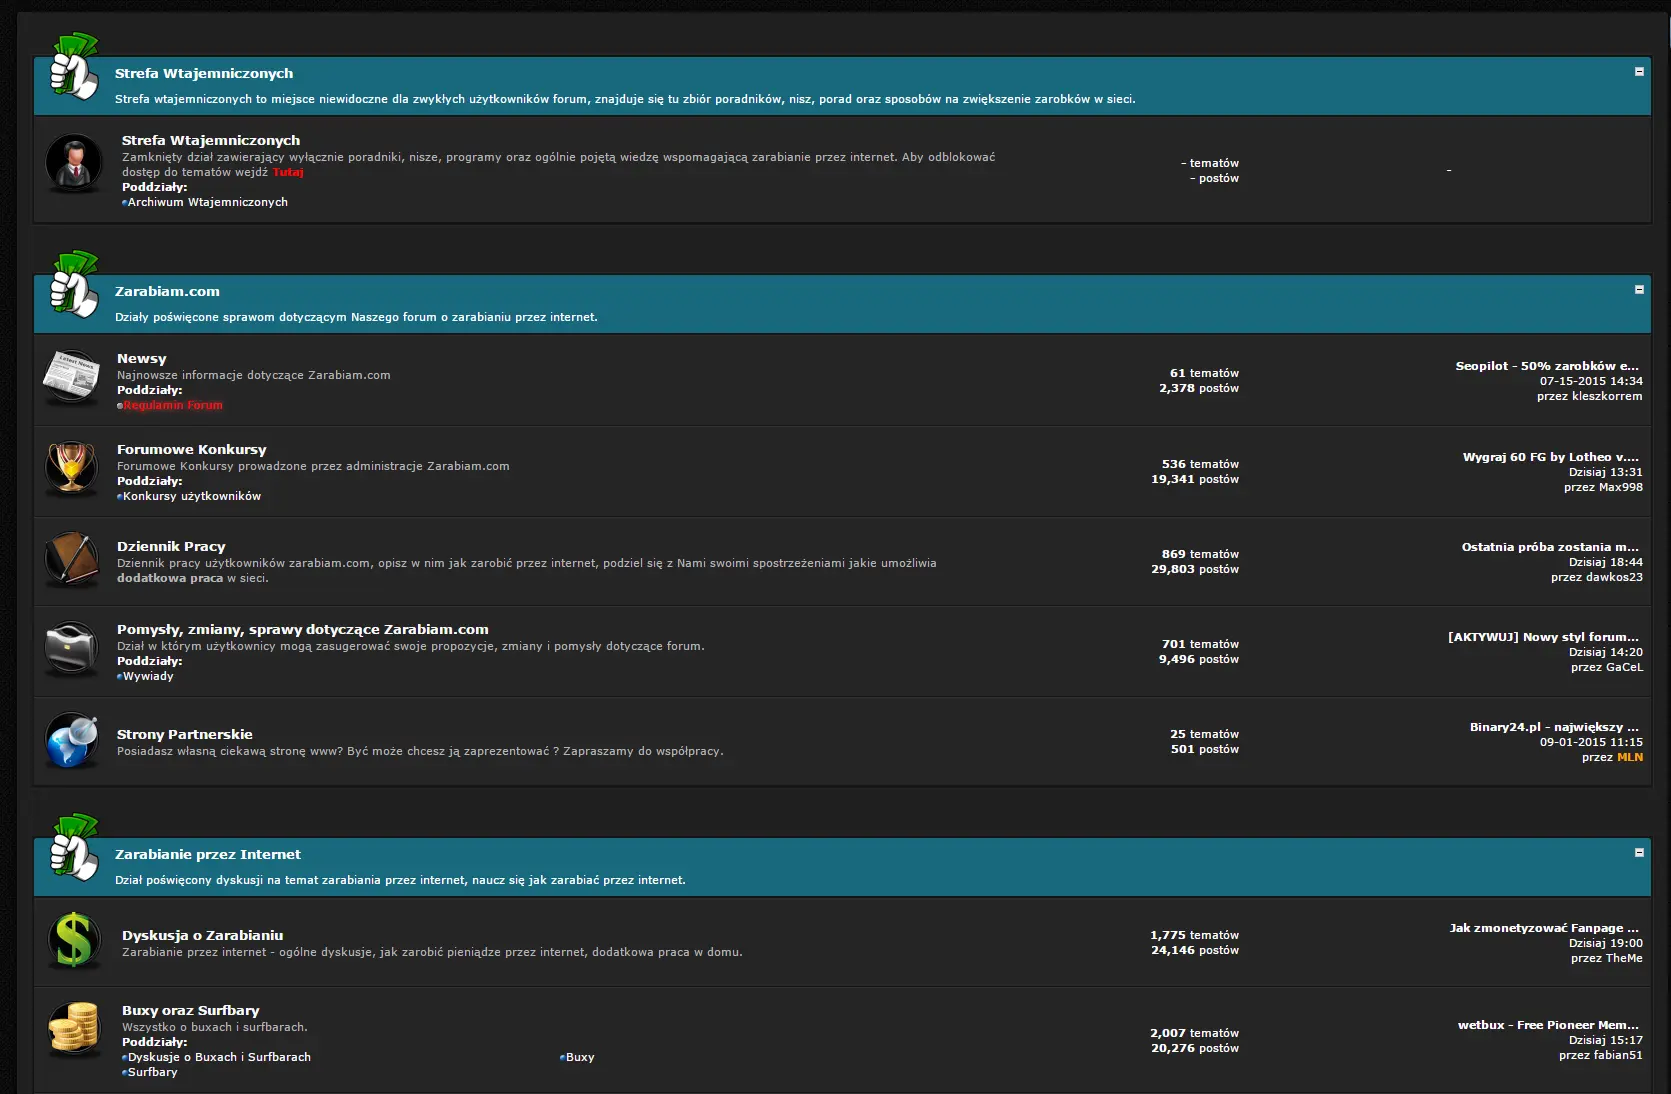 Strefa Wtajemniczonych
Strefa wtajemniczonych to miejsce niewidoczne dla zwykłych użytkowników forum, znajduje się tu zbiór poradników, nisz, porad oraz sposobów na zwiększenie zarobków w sieci.
Strefa Wtajemniczonych
Zamknięty dział zawierający wyłącznie poradniki, nisze, programy oraz ogólnie pojętą wiedzę wspomagającą zarabianie przez internet. Aby odblokować
dostęp do tematów wejdź Tutaj
Poddziały:
Archiwum Wtajemniczonych
- tematów
- postów
-
Zarabiam.com
Działy poświęcone sprawom dotyczącym Naszego forum o zarabianiu przez internet.
Latest News
Newsy
Najnowsze informacje dotyczące Zarabiam.com
Poddziały:
Regulamin Forum
61 tematów
2,378 postów
Seopilot - 50% zarobków e...
07-15-2015 14:34
przez kleszkorrem
Forumowe Konkursy
Forumowe Konkursy prowadzone przez administracje Zarabiam.com
Poddziały:
Konkursy użytkowników
536 tematów
19,341 postów
Wygraj 60 FG by Lotheo v....
Dzisiaj 13:31
przez Max998
Dziennik Pracy
Dziennik pracy użytkowników zarabiam.com, opisz w nim jak zarobić przez internet, podziel się z Nami swoimi spostrzeżeniami jakie umożliwia
dodatkowa praca w sieci.
869 tematów
29,803 postów
Ostatnia próba zostania m...
Dzisiaj 18:44
przez dawkos23
Pomysły, zmiany, sprawy dotyczące Zarabiam.com
Dział w którym użytkownicy mogą zasugerować swoje propozycje, zmiany i pomysły dotyczące forum.
Poddziały:
Wywiady
701 tematów
9,496 postów
[AKTYWUJ] Nowy styl forum...
Dzisiaj 14:20
przez GaCeL
Strony Partnerskie
Posiadasz własną ciekawą stronę www? Być może chcesz ją zaprezentować ? Zapraszamy do współpracy.
25 tematów
501 postów
Binary24.pl - największy ...
09-01-2015 11:15
przez MLN
Zarabianie przez Internet
Dział poświęcony dyskusji na temat zarabiania przez internet, naucz się jak zarabiać przez internet.
Dyskusja o Zarabianiu
Zarabianie przez internet - ogólne dyskusje, jak zarobić pieniądze przez internet, dodatkowa praca w domu.
1,775 tematów
24,146 postów
Jak zmonetyzować Fanpage ...
Dzisiaj 19:00
przez TheMe
Buxy oraz Surfbary
Wszystko o buxach i surfbarach.
Poddziały:
Dyskusje o Buxach i Surfbarach Buxy
Surfbary
2,007 tematów
20,276 postów
wetbux - Free Pioneer Mem...
Dzisiaj 15:17
przez fabian51